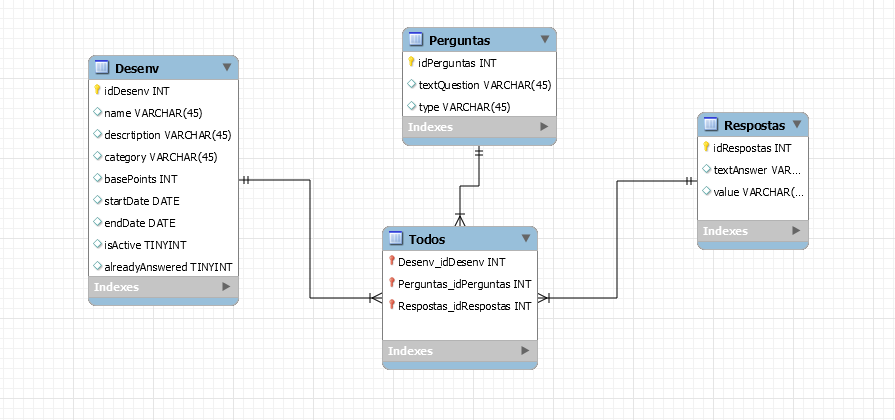 Desenv
idDesenv INT
name VARCHAR(45)
descrtiption VARCHAR(45)
category VARCHAR(45)
basePoints INT
startDate DATE
endDate DATE
isActive TINYINT
alreadyAnswered TINYINT
Indexes
Perguntas
idPerguntas INT
textQuestion VARCHAR(45)
type VARCHAR(45)
Indexes
Respostas
idRespostas INT
textAnswer VAR...
value VARCHAR(...
Indexes
Todos
Desenv_idDesenv INT
Perguntas_idPerguntas INT
Respostas_idRespostas INT
Indexes